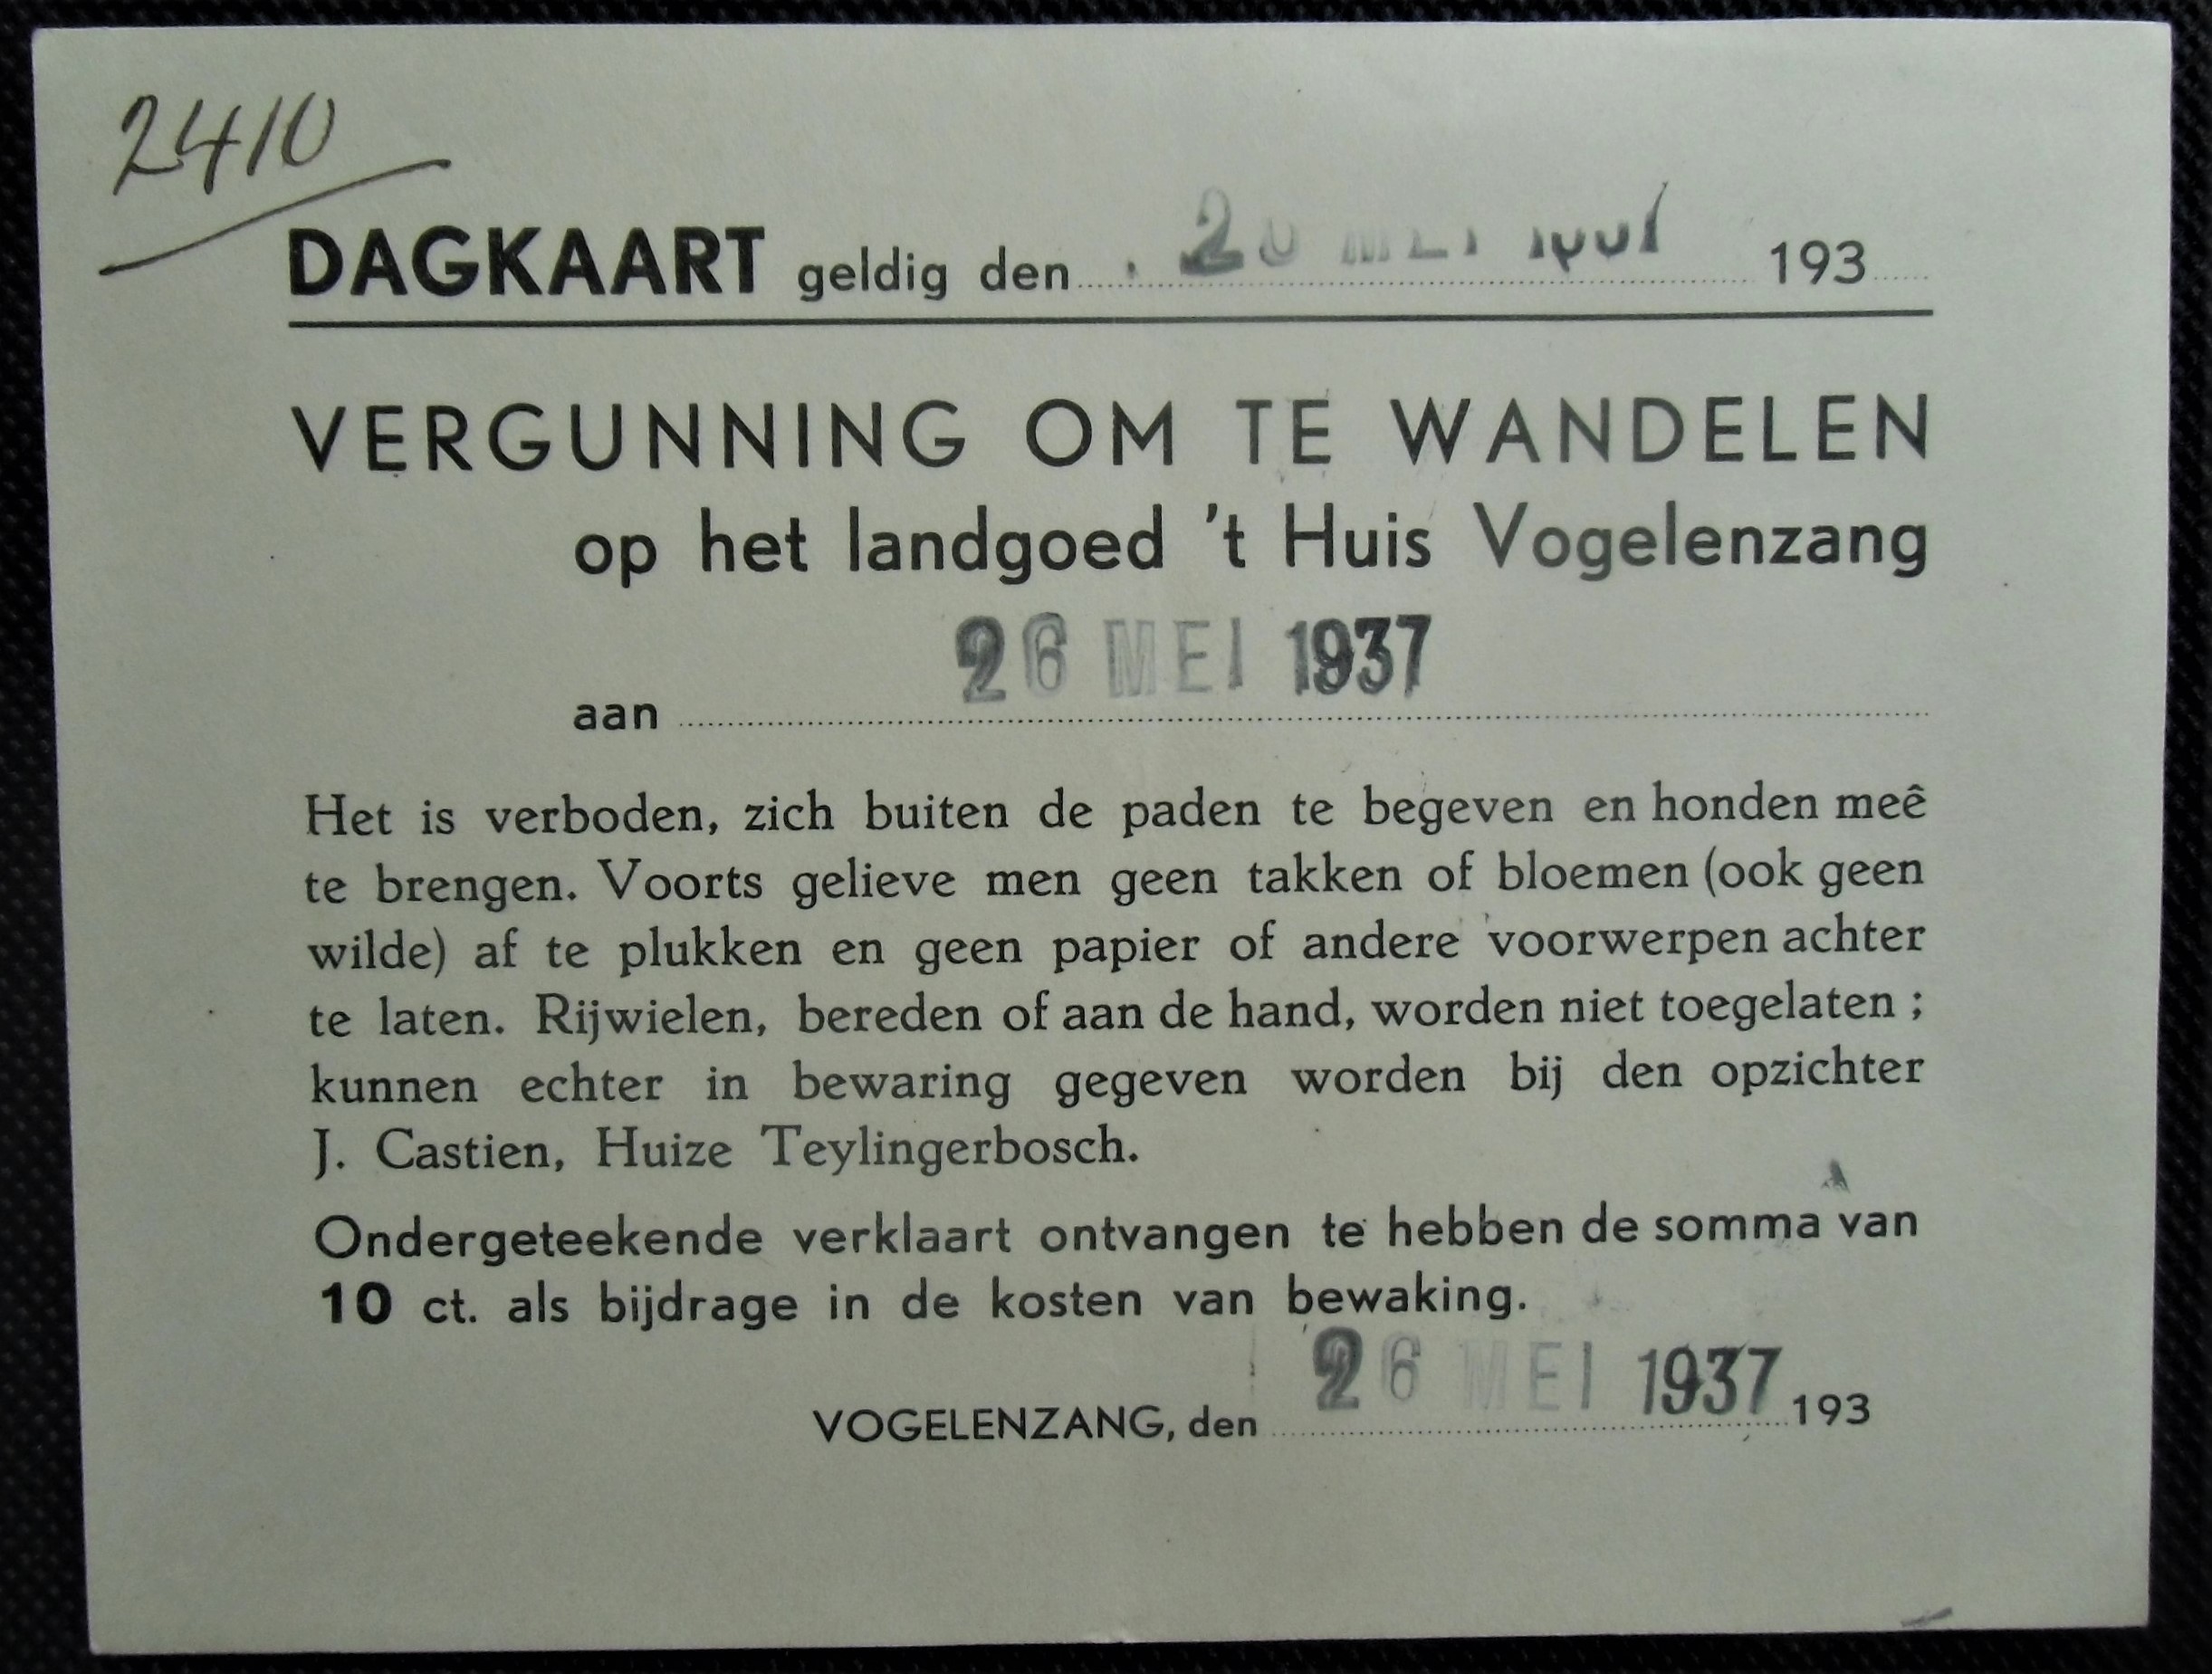 2410
DAGKAART geldig den 193
VERGUNNING OM TE WANDELEN
op het landgoed 't Huis Vogelenzang
26 MEI 1937
aan
Het is verboden, zich buiten de paden te begeven en honden meê
te brengen. Voorts gelieve men geen takken of bloemen (ook geen
wilde) af te plukken en geen papier of andere voorwerpen achter
te laten. Rijwielen, bereden of aan de hand, worden niet toegelaten ;
kunnen echter in bewaring gegeven worden bij den opzichter
J. Castien, Huize Teylingerbosch.
Ondergeteekende verklaart ontvangen te hebben de somma van
10 ct. als bijdrage in de kosten van bewaking.
VOGELENZANG, den 26 MEI 1937 193